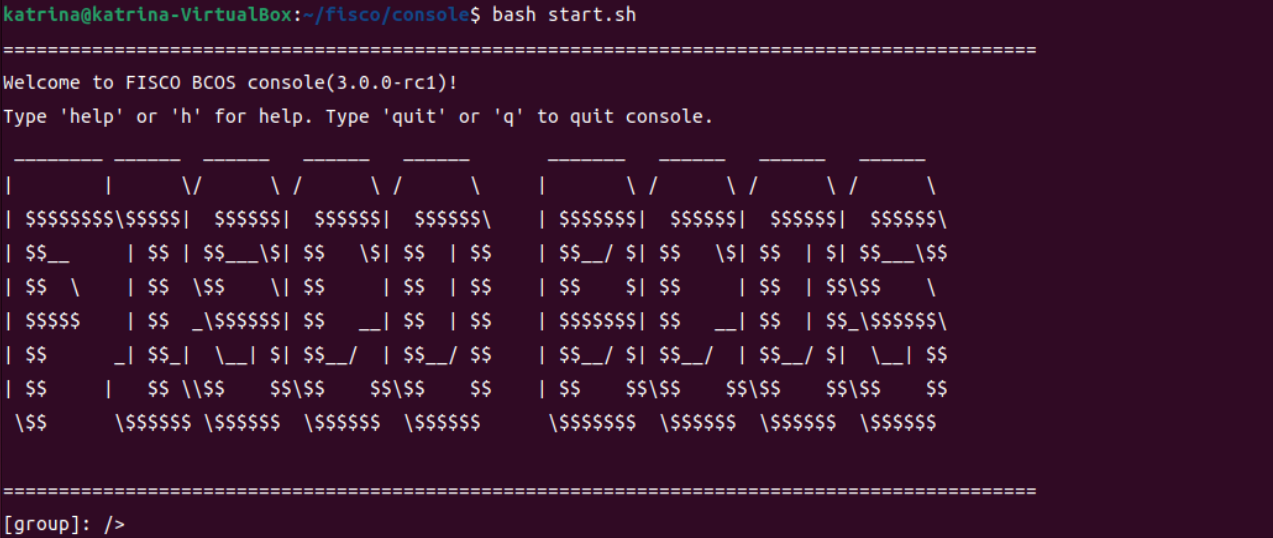 katrina@katrina-VirtualBox:~/fisco/console$ bash start.sh
=============================================================================================
Welcome to FISCO BCOS console(3.0.0-rc1)!
Type 'help' or 'h' for help. Type 'quit' or 'q' to quit console.
 ________ ______  ______   ______   ______       _______   ______   ______   ______
|        |      \/      \ /      \ /      \     |       \ /      \ /      \ /      \
| $$$$$$$$\$$$$$|  $$$$$$|  $$$$$$|  $$$$$$\    | $$$$$$$|  $$$$$$|  $$$$$$|  $$$$$$\
| $$__     | $$ | $$___\$| $$   \$| $$  | $$    | $$__/ $| $$   \$| $$  | $| $$___\$$
| $$  \    | $$  \$$    \| $$     | $$  | $$    | $$    $| $$     | $$  | $$\$$    \
| $$$$$    | $$  _\$$$$$$| $$   __| $$  | $$    | $$$$$$$| $$   __| $$  | $$_\$$$$$$\
| $$      _| $$_|  \__| $| $$__/  | $$__/ $$    | $$__/ $| $$__/  | $$__/ $|  \__| $$
| $$     |   $$ \\$$    $$\$$    $$\$$    $$    | $$    $$\$$    $$\$$    $$\$$    $$
 \$$      \$$$$$$ \$$$$$$  \$$$$$$  \$$$$$$      \$$$$$$$  \$$$$$$  \$$$$$$  \$$$$$$
=============================================================================================
[group]: />